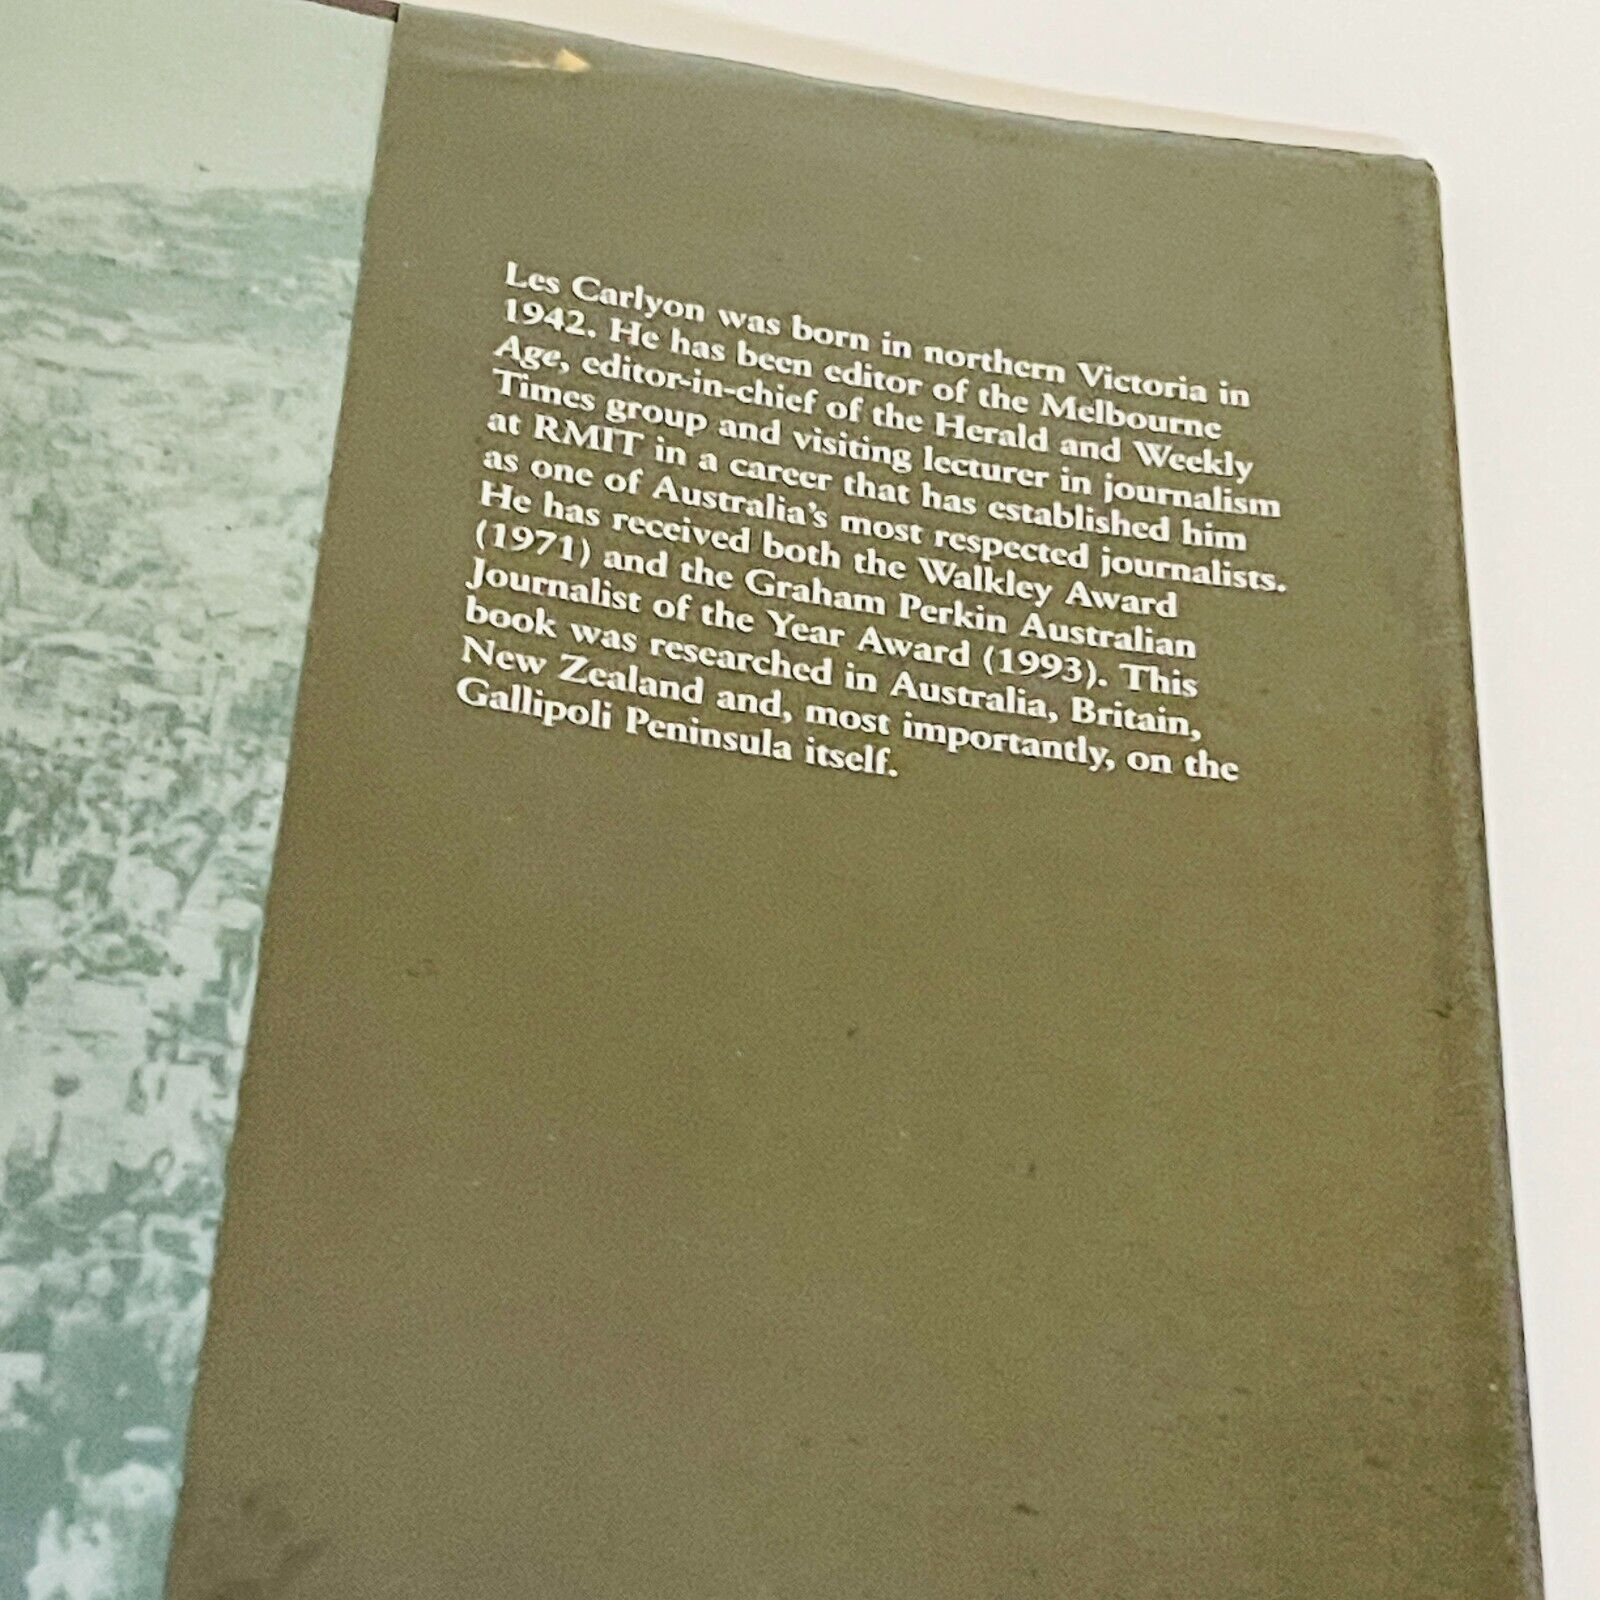 Les Carlyon was born in northern Victoria in
1942. He has been editor of the Melbourne
Age, editor-in-chief of the Herald and Weekly
Times group and visiting lecturer in journalism
at RMIT in a career that has established him
as one of Australia's most respected journalists.
He has received both the Walkley Award
(1971) and the Graham Perkin Australian
Journalist of the Year Award (1993). This
book was researched in Australia, Britain,
New Zealand and, most importantly, on the
Gallipoli Peninsula itself.